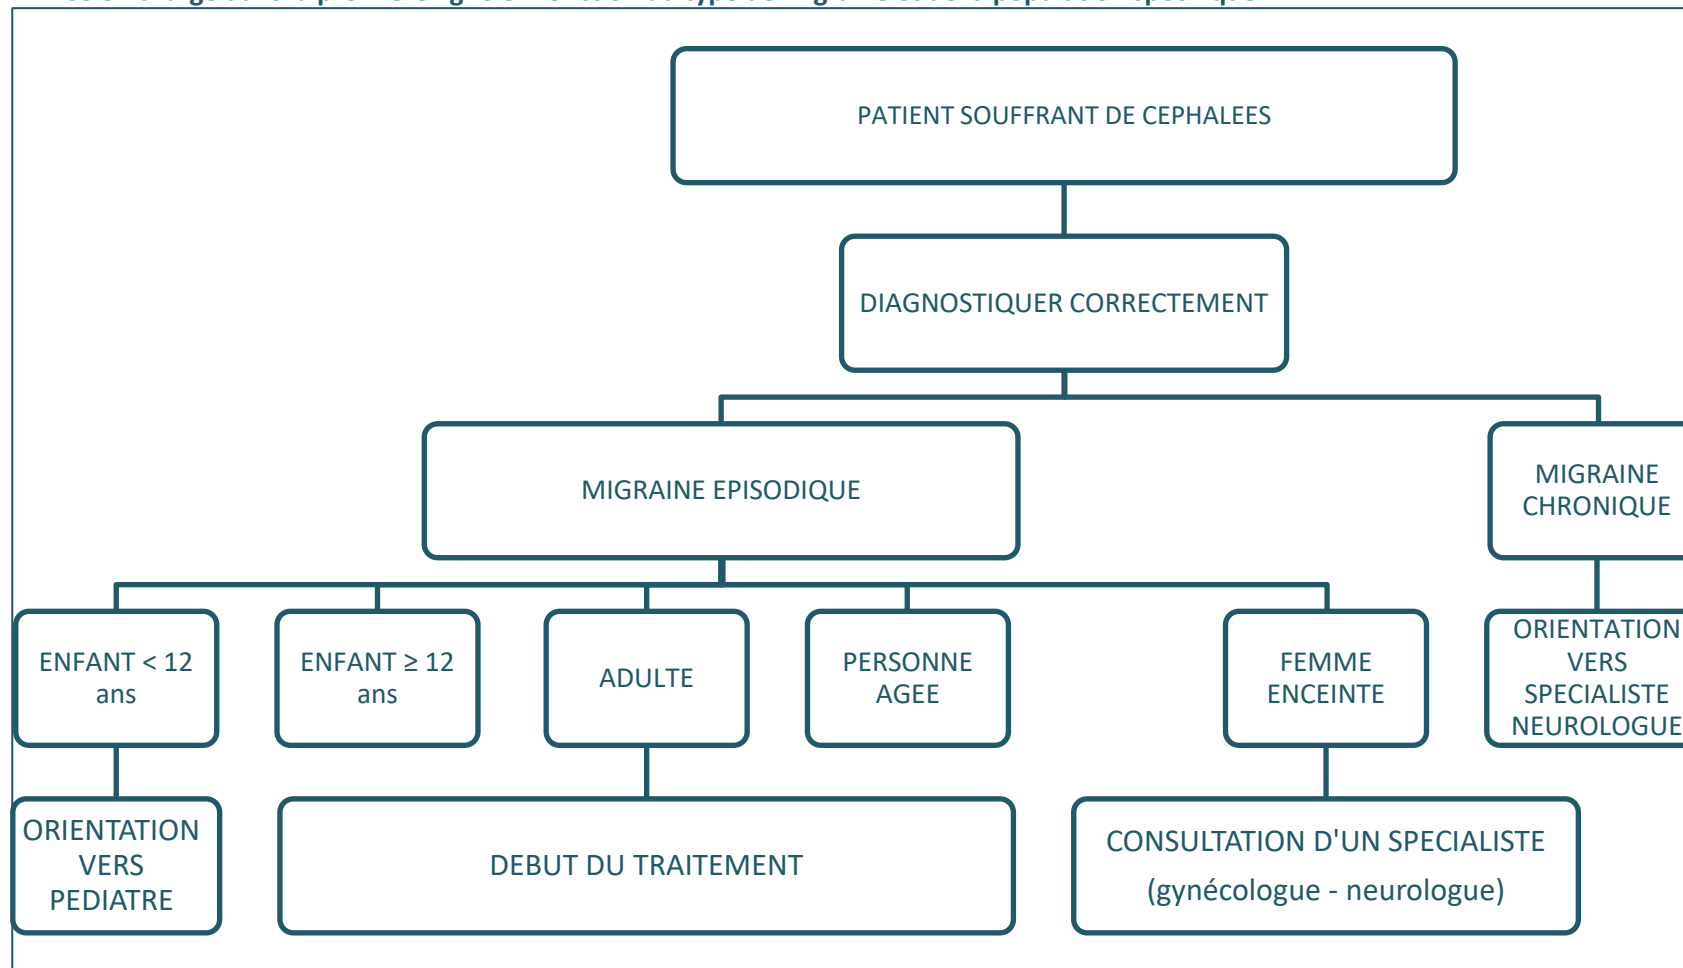 PATIENT SOUFFRANT DE CEPHALEES
DIAGNOSTIQUER CORRECTEMENT
MIGRAINE EPISODIQUE
MIGRAINE
CHRONIQUE
ENFANT < 12
ans
ENFANT ≥ 12
ans
ADULTE
PERSONNE
AGEE
FEMME
ENCEINTE
ORIENTATION
VERS
SPECIALISTE
NEUROLOGUE
ORIENTATION
VERS
PEDIATRE
DEBUT DU TRAITEMENT
CONSULTATION D'UN SPECIALISTE
(gynécologue - neurologue)